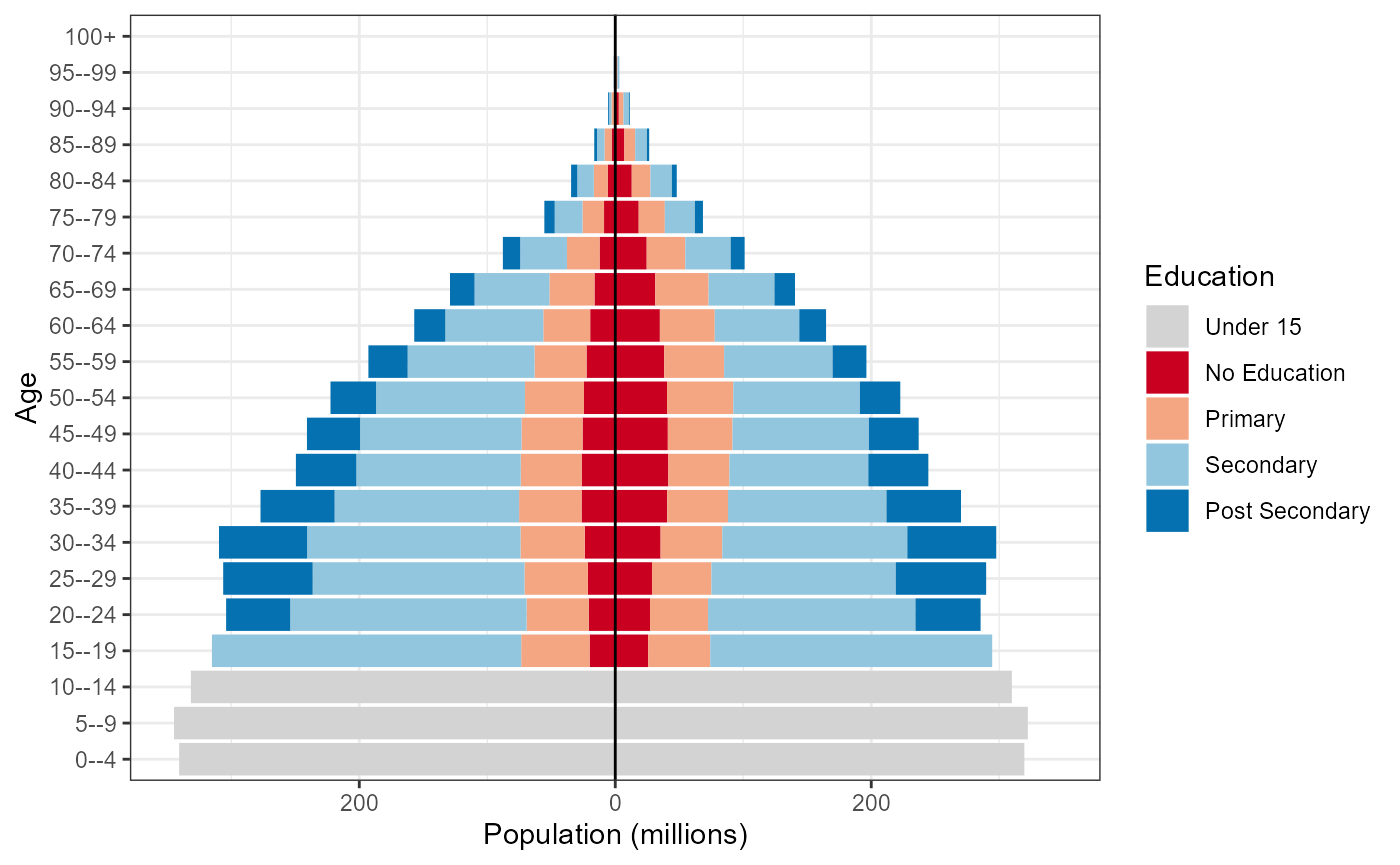 100+
95--99
90--94
85--89
80--84
75--79
70--74
65--69
60--64
55--59
50--54
45--49
40--44
35--39
30--34
25--29
20--24
15--19
10--14
5--9
0--4
Age
200 0 200
Population (millions)
Education
Under 15
No Education
Primary
Secondary
Post Secondary